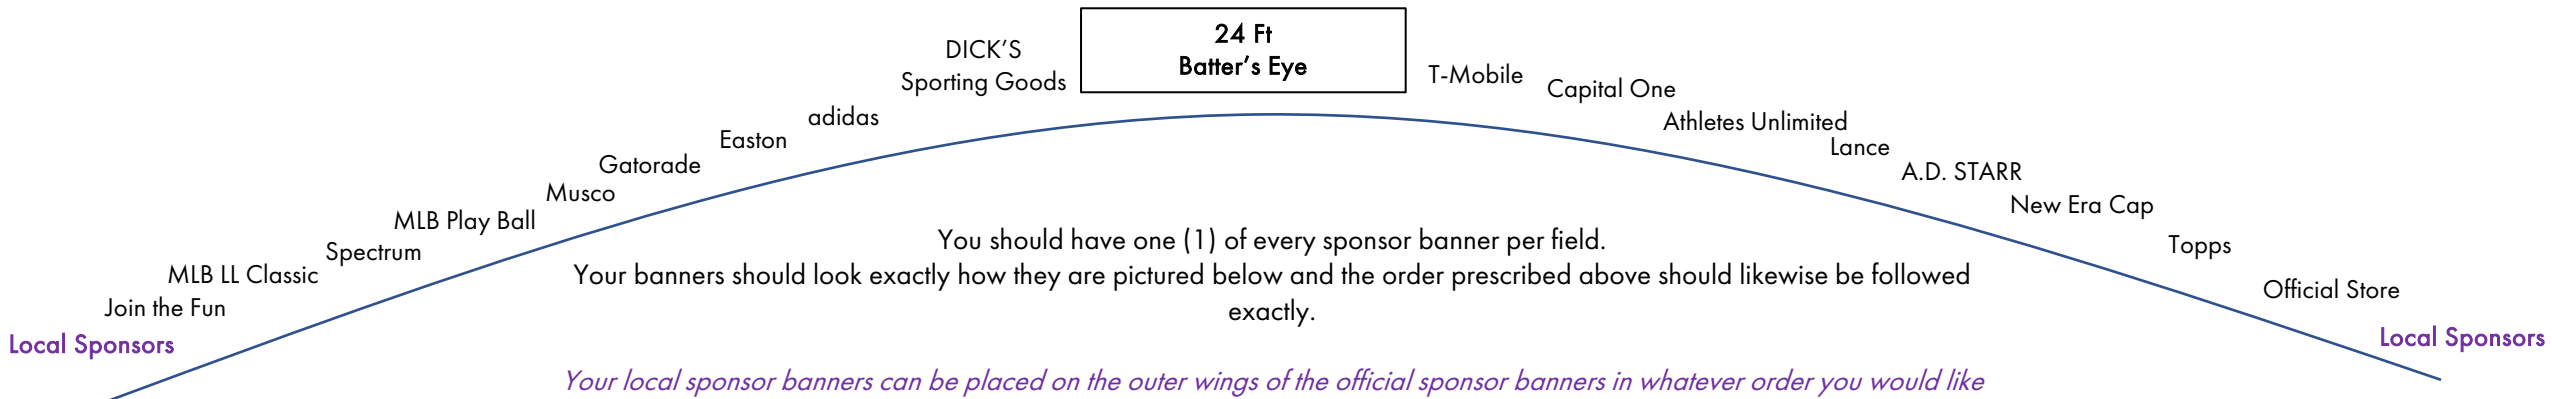 24 Ft
Batter’s Eye
DICK’S
Sporting Goods
adidas
Easton
Gatorade
Musco
MLB Play Ball
Spectrum
MLB LL Classic
Join the Fun
Local Sponsors
T-Mobile
Capital One
Athletes Unlimited
Lance
A.D. STARR
New Era Cap
Topps
Official Store
Local Sponsors
You should have one (1) of every sponsor banner per field.
Your banners should look exactly how they are pictured below and the order prescribed above should likewise be followed
exactly.
Your local sponsor banners can be placed on the outer wings of the official sponsor banners in whatever order you would like